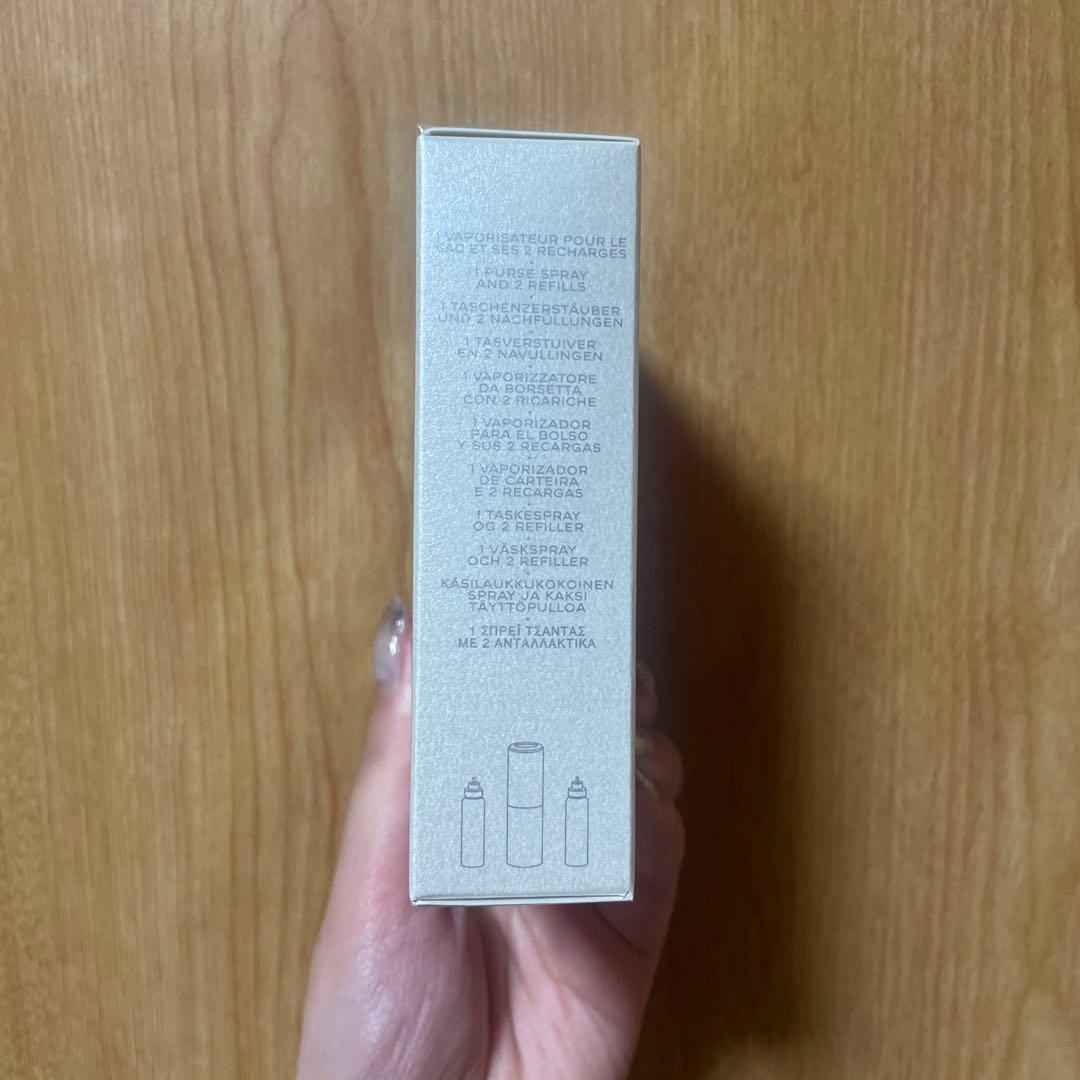 1 VAPORISATEUR POUR LE
SAC ET SES 2 RECHARGES
•
1 PURSE SPRAY
AND 2 REFILLS
•
1 TASCHENZERSTÄUBER
UND 2 NACHFÜLLUNGEN
•
1 TASVERSTUIVER
EN 2 NAVULLINGEN
•
1 VAPORIZZATORE
DA BORSETTA
CON 2 RICARICHE
•
1 VAPORIZADOR
PARA EL BOLSO
Y SUS 2 RECARGAS
•
1 VAPORIZADOR
DE CARTEIRA
E 2 RECARGAS
•
1 TASKESPRAY
OG 2 REFILLER
•
1 VÄSKSPRAY
OCH 2 REFILLER
•
KÄSILAUKKUKOKOINEN
SPRAY JA KAKSI
TÄYTTÖPULLOA
•
1 ΣΠΡΕΪ ΤΣΑΝΤΑΣ
ΜΕ 2 ΑΝΤΑΛΛΑΚΤΙΚΑ